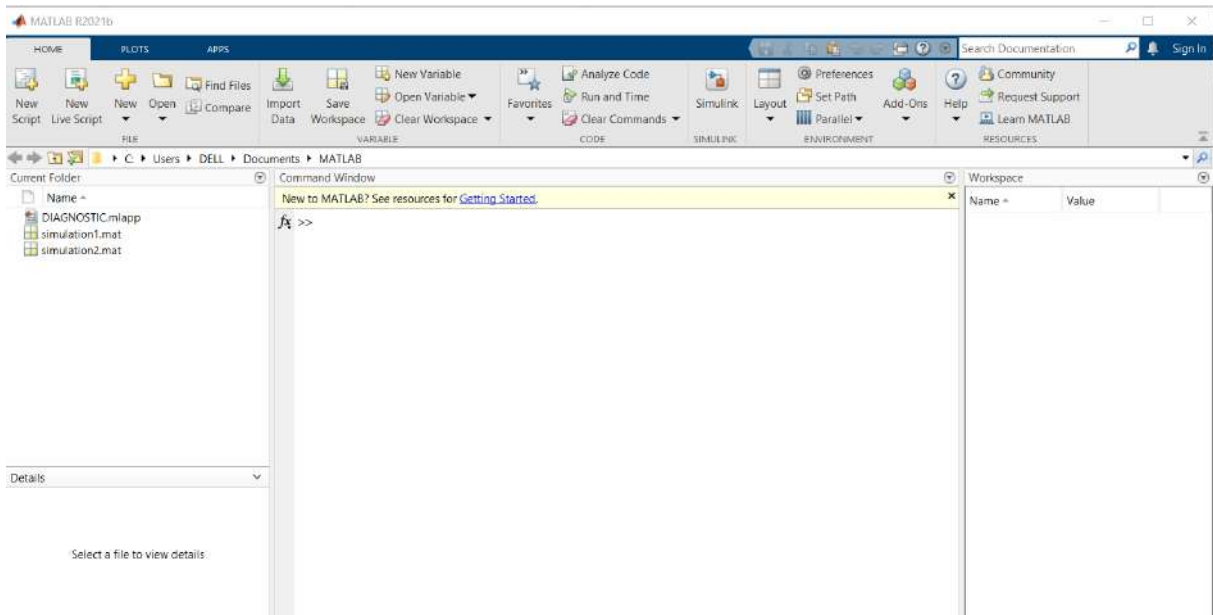 MATLAB R2021b
HOME PLOTS APPS Search Documentation Sign In
New Script New Live Script New Open Find Files Compare Import Data Save Workspace New Variable Open Variable Clear Workspace Favorites Analyze Code Run and Time Clear Commands Simulink Layout Preferences Set Path Parallel Add-Ons Help Community Request Support Learn MATLAB
FILE VARIABLE CODE SIMULINK ENVIRONMENT RESOURCES
C: Users DELL Documents MATLAB
Current Folder Command Window Workspace
Name New to MATLAB? See resources for Getting Started. Name Value
DIAGNOSTIC.mlapp fx >>
simulation1.mat
simulation2.mat
Details
Select a file to view details